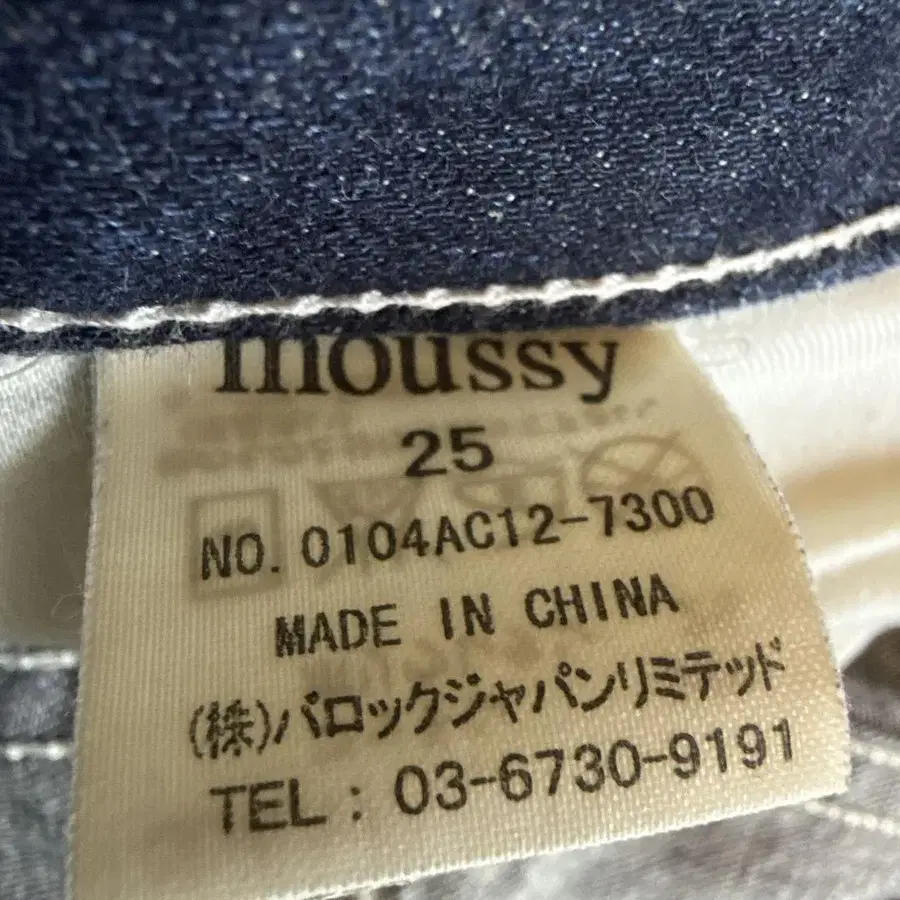 moussy
25
NO. 0104AC12-7300
MADE IN CHINA
(株)バロックジャパンリミテッド
TEL : 03-6730-9191